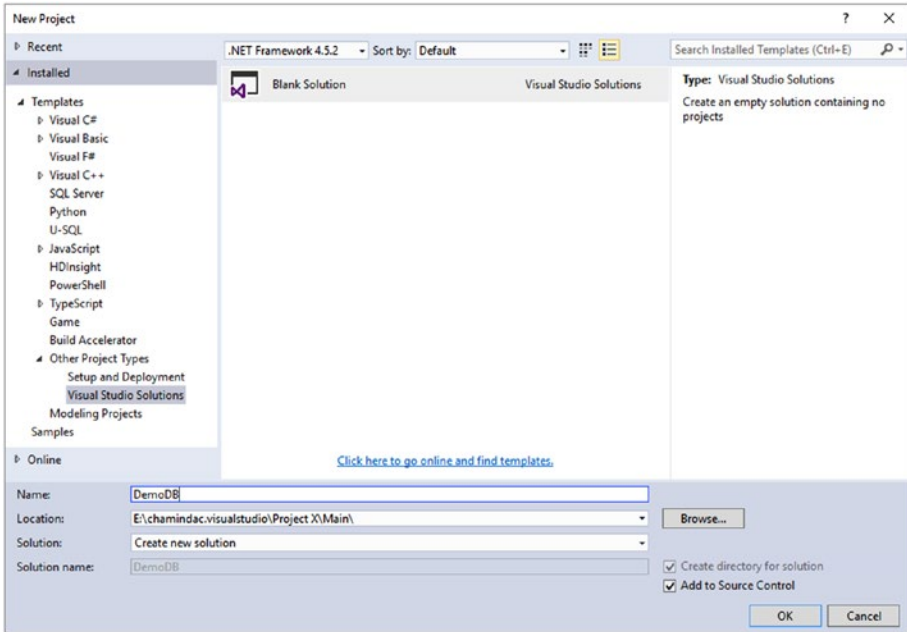 New Project
?
Recent
Installed
Templates
Visual C#
Visual Basic
Visual F#
Visual C++
SQL Server
Python
U-SQL
JavaScript
HDInsight
PowerShell
TypeScript
Game
Build Accelerator
Other Project Types
Setup and Deployment
Visual Studio Solutions
Modeling Projects
Samples
Online
.NET Framework 4.5.2
Sort by: Default
Blank Solution
Visual Studio Solutions
Click here to go online and find templates.
Search Installed Templates (Ctrl+E)
Type: Visual Studio Solutions
Create an empty solution containing no
projects
Name: DemoDB
Location: E:\chamindac.visualstudio\Project X\Main\
Browse...
Solution: Create new solution
Solution name: DemoDB
Create directory for solution
Add to Source Control
OK
Cancel